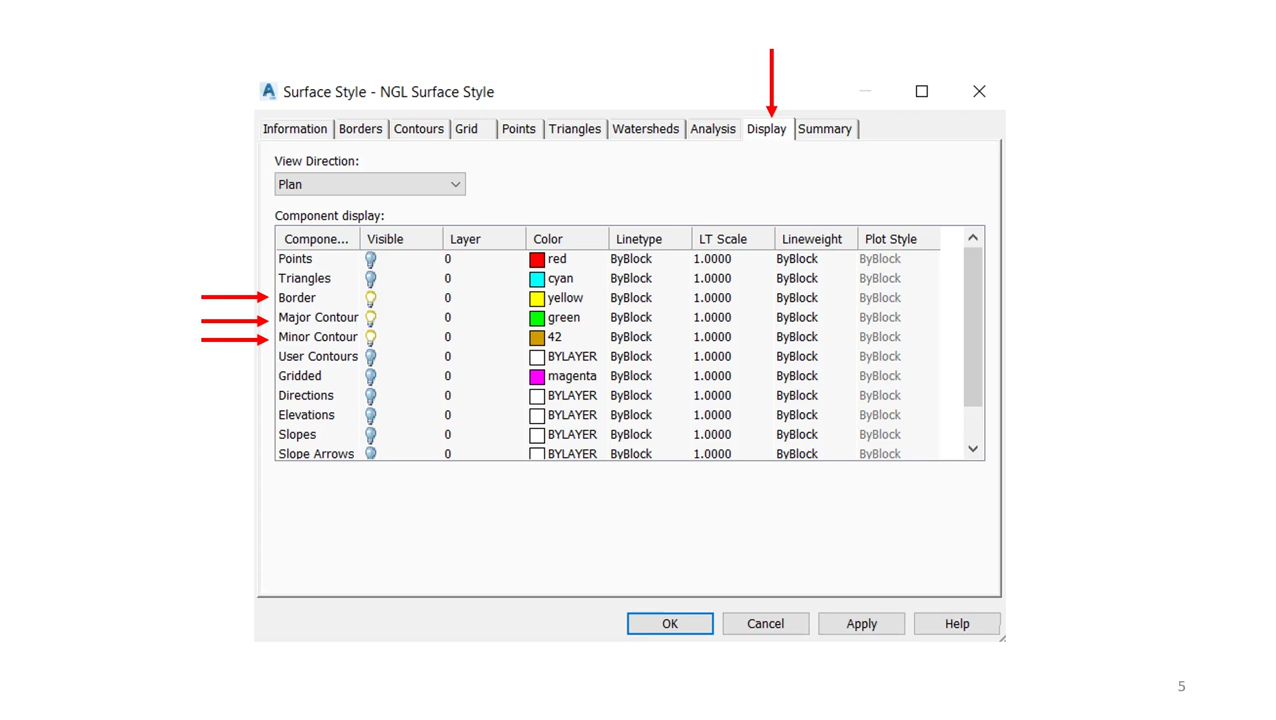 Surface Style - NGL Surface Style
Information Borders Contours Grid Points Triangles Watersheds Analysis Display Summary
View Direction:
Plan
Component display:
Compone... Visible Layer Color Linetype LT Scale Lineweight Plot Style
Points 0 red ByBlock 1.0000 ByBlock ByBlock
Triangles 0 cyan ByBlock 1.0000 ByBlock ByBlock
Border 0 yellow ByBlock 1.0000 ByBlock ByBlock
Major Contour 0 green ByBlock 1.0000 ByBlock ByBlock
Minor Contour 0 42 ByBlock 1.0000 ByBlock ByBlock
User Contours 0 BYLAYER ByBlock 1.0000 ByBlock ByBlock
Gridded 0 magenta ByBlock 1.0000 ByBlock ByBlock
Directions 0 BYLAYER ByBlock 1.0000 ByBlock ByBlock
Elevations 0 BYLAYER ByBlock 1.0000 ByBlock ByBlock
Slopes 0 BYLAYER ByBlock 1.0000 ByBlock ByBlock
Slope Arrows 0 BYLAYER ByBlock 1.0000 ByBlock ByBlock
OK Cancel Apply Help
5